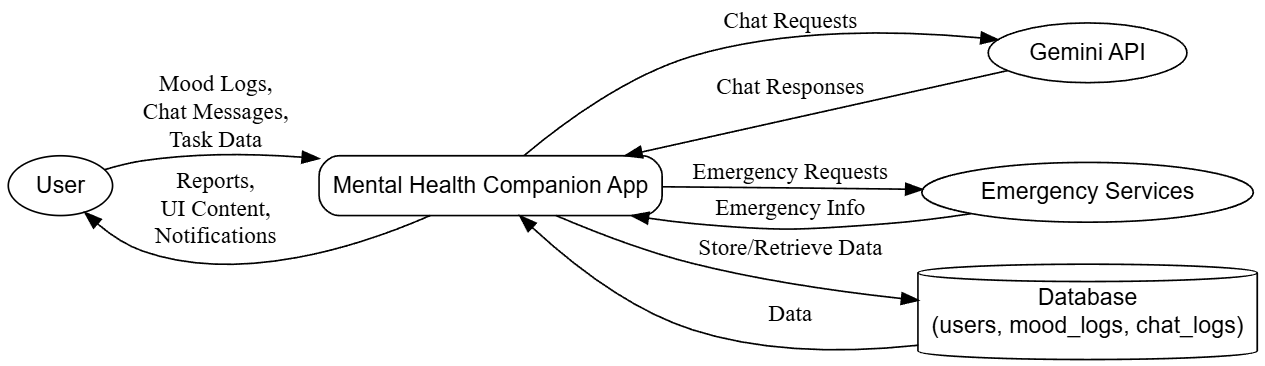 Chat Requests
Gemini API
Chat Responses
Mood Logs,
Chat Messages,
Task Data
User
Mental Health Companion App
Reports,
UI Content,
Notifications
Emergency Requests
Emergency Services
Emergency Info
Store/Retrieve Data
Database
(users, mood_logs, chat_logs)
Data